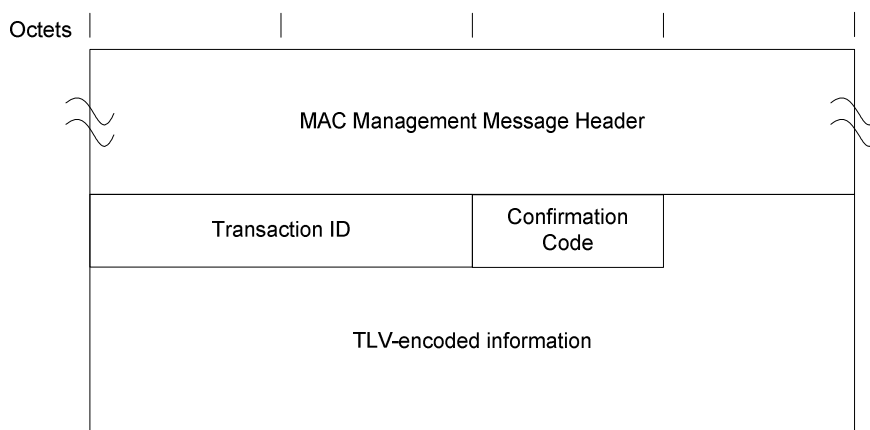 Octets
MAC Management Message Header
Transaction ID
Confirmation
Code
TLV-encoded information